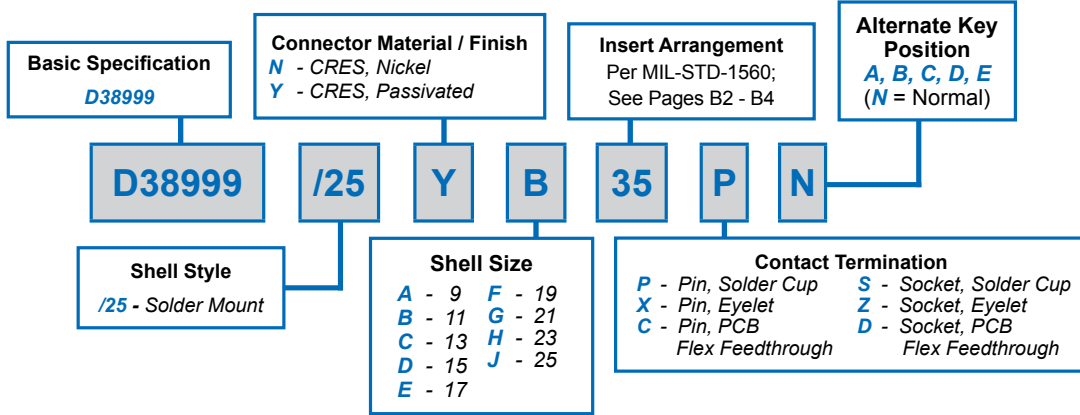 Basic Specification
D38999
Connector Material / Finish
N - CRES, Nickel
Y - CRES, Passivated
Insert Arrangement
Per MIL-STD-1560;
See Pages B2 - B4
Alternate Key
Position
A, B, C, D, E
(N = Normal)
D38999 /25 Y B 35 P N
Shell Style
/25 - Solder Mount
Shell Size
A - 9 F - 19
B - 11 G - 21
C - 13 H - 23
D - 15 J - 25
E - 17
Contact Termination
P - Pin, Solder Cup S - Socket, Solder Cup
X - Pin, Eyelet Z - Socket, Eyelet
C - Pin, PCB D - Socket, PCB
Flex Feedthrough Flex Feedthrough